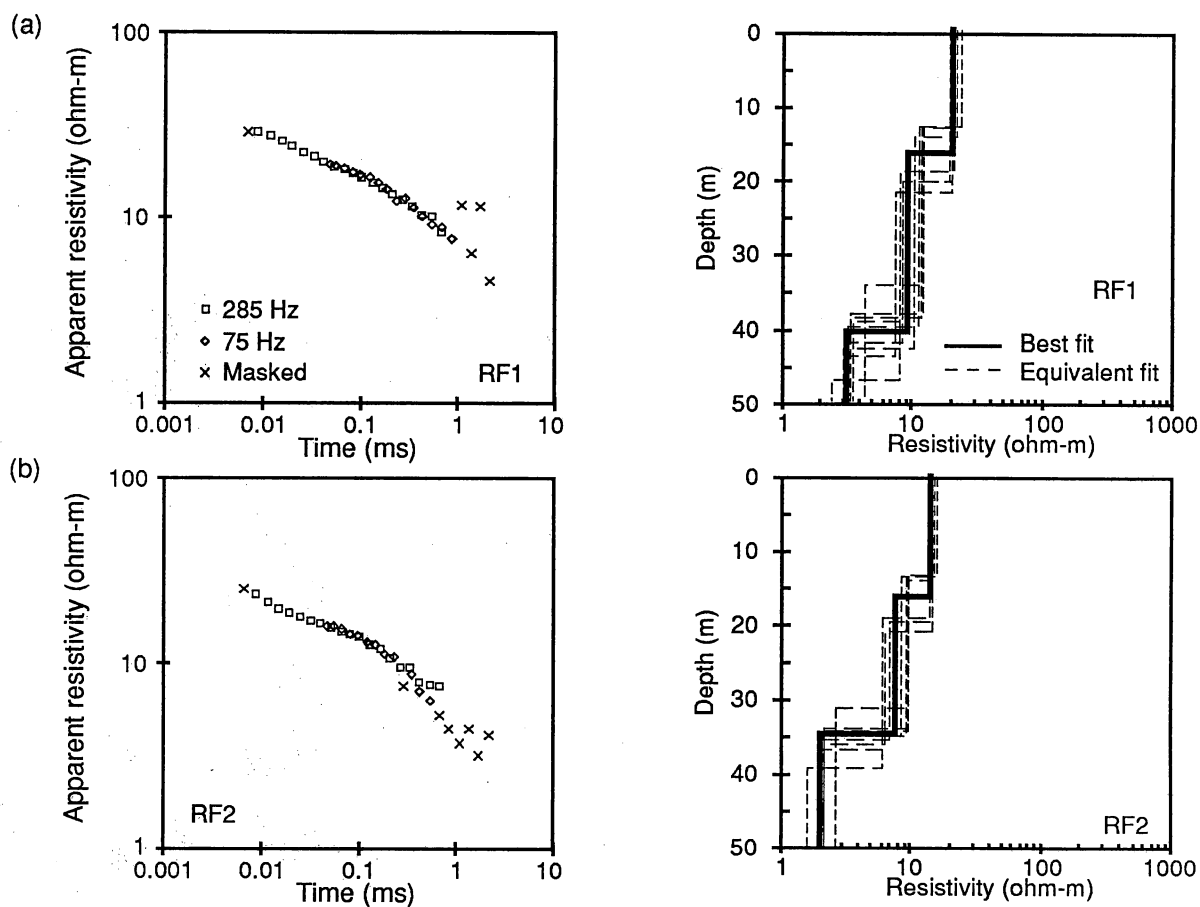 (a)
Apparent resistivity (ohm-m)
100
10
1
0.001
0.01
0.1
1
10
Time (ms)
285 Hz
75 Hz
Masked
RF1
Depth (m)
0
10
20
30
40
50
1
10
100
1000
Resistivity (ohm-m)
RF1
Best fit
Equivalent fit
(b)
Apparent resistivity (ohm-m)
100
10
1
0.001
0.01
0.1
1
10
Time (ms)
RF2
Depth (m)
0
10
20
30
40
50
1
10
100
1000
Resistivity (ohm-m)
RF2